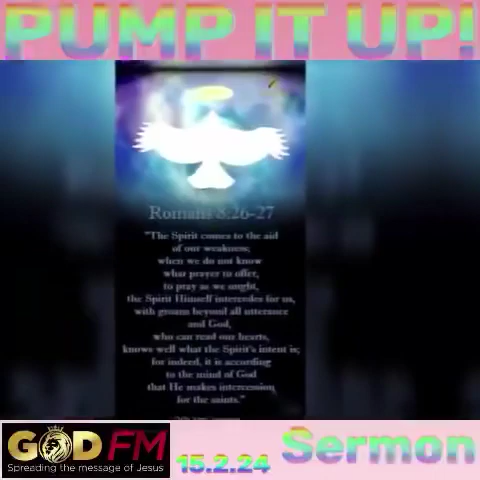 PUMP IT UP!
Romans 8:26-27
"The Spirit comes to the aid
of our weakness;
when we do not know
what prayer to offer,
to pray as we ought,
the Spirit Himself intercedes for us,
with groans beyond all utterance
and God,
who can read our hearts,
knows well what the Spirit's intent is;
for indeed, it is according
to the mind of God
that He makes intercession
for the saints."
GOD FM
Spreading the message of Jesus
15.2.24
Sermon